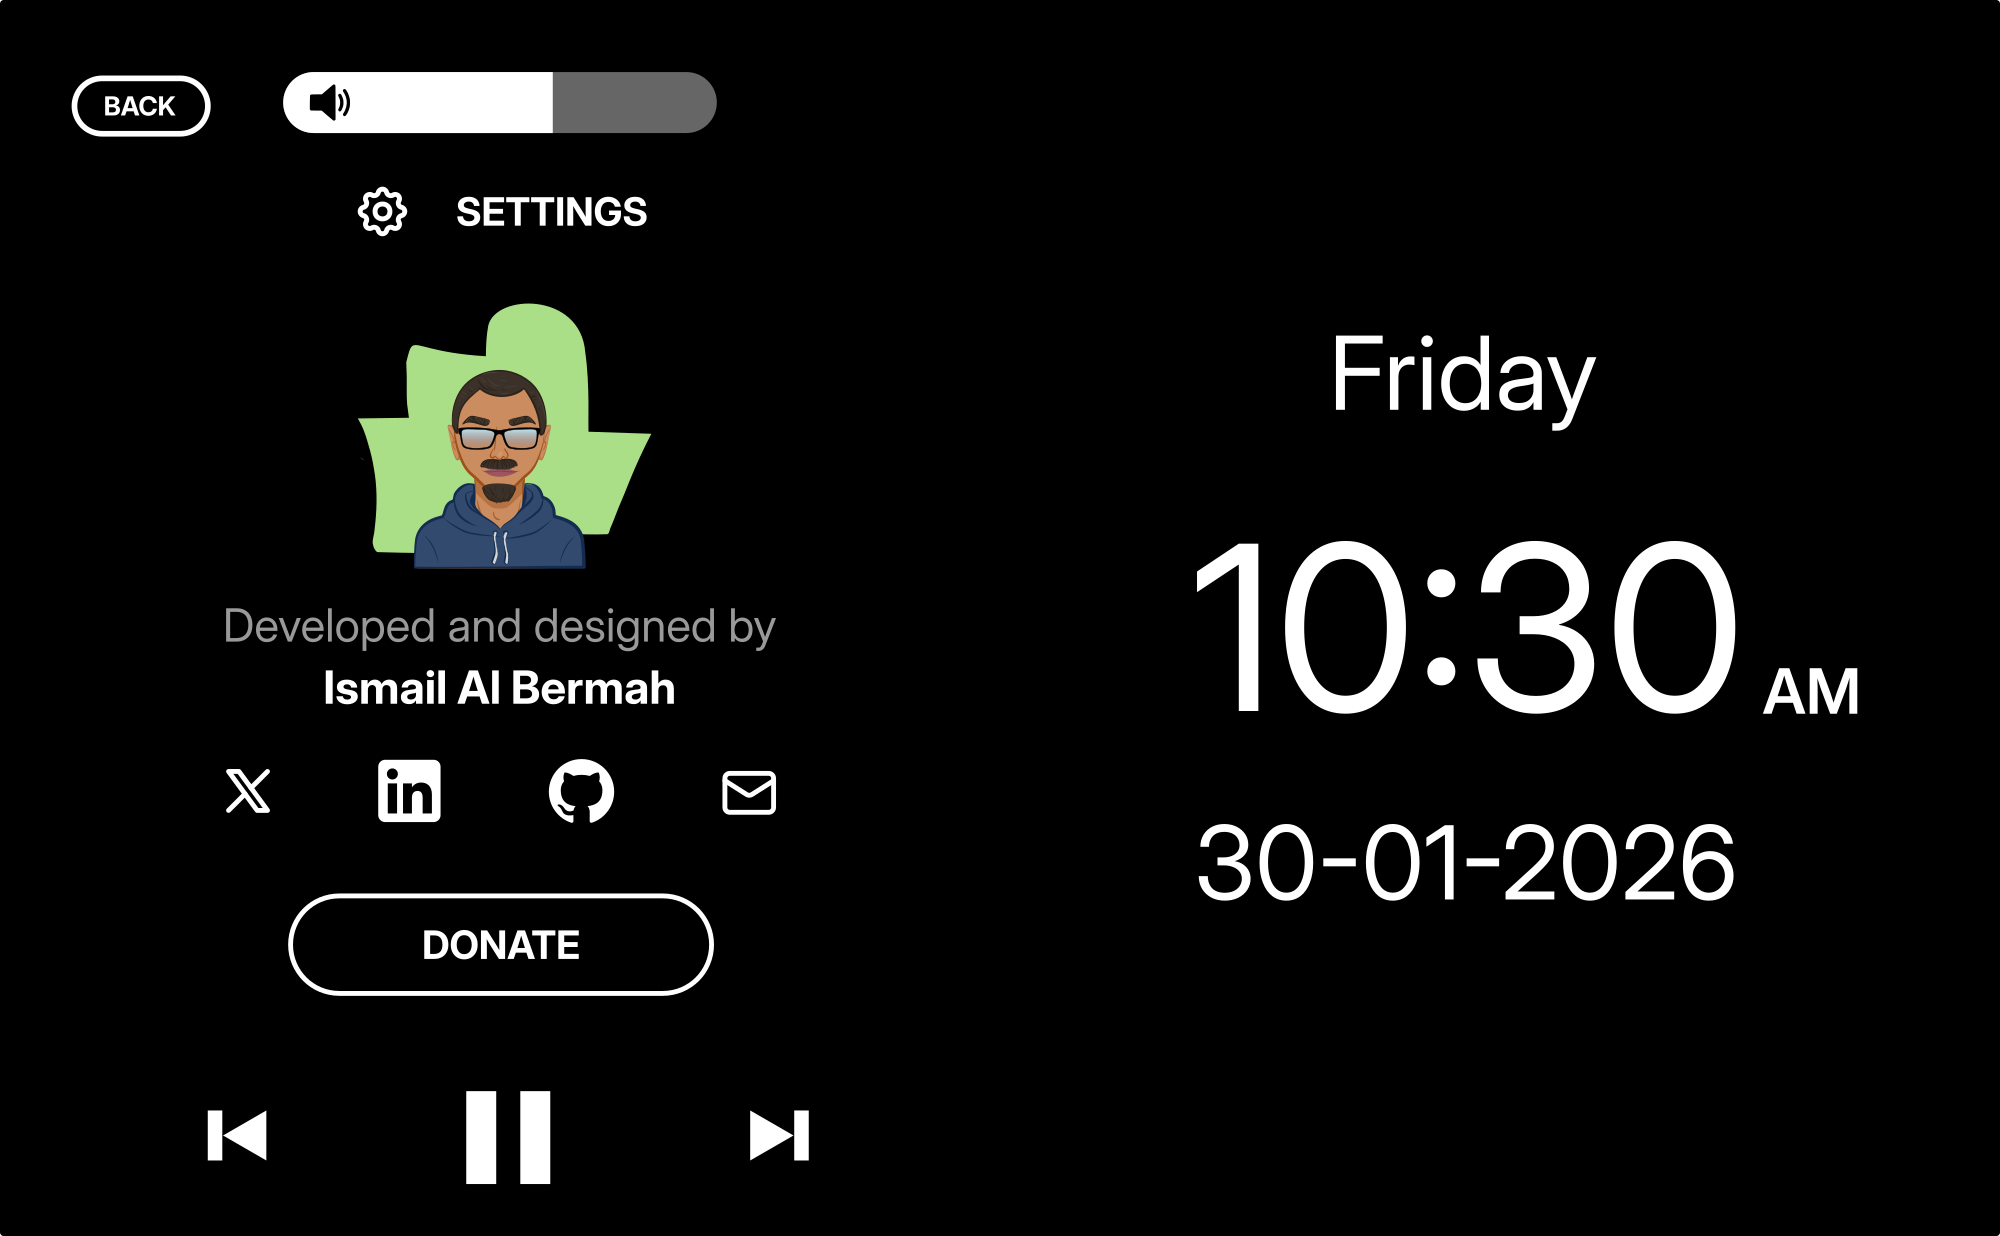 BACK
SETTINGS
Developed and designed by
Ismail Al Bermah
DONATE
Friday
10:30 AM
30-01-2026